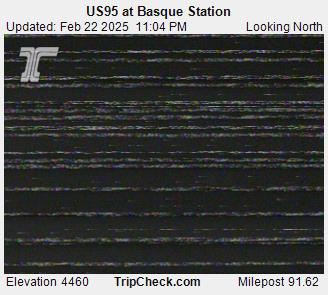 US95 at Basque Station
Updated: Feb 22 2025 11:04 PM Looking North
Elevation 4460 TripCheck.com Milepost 91.62